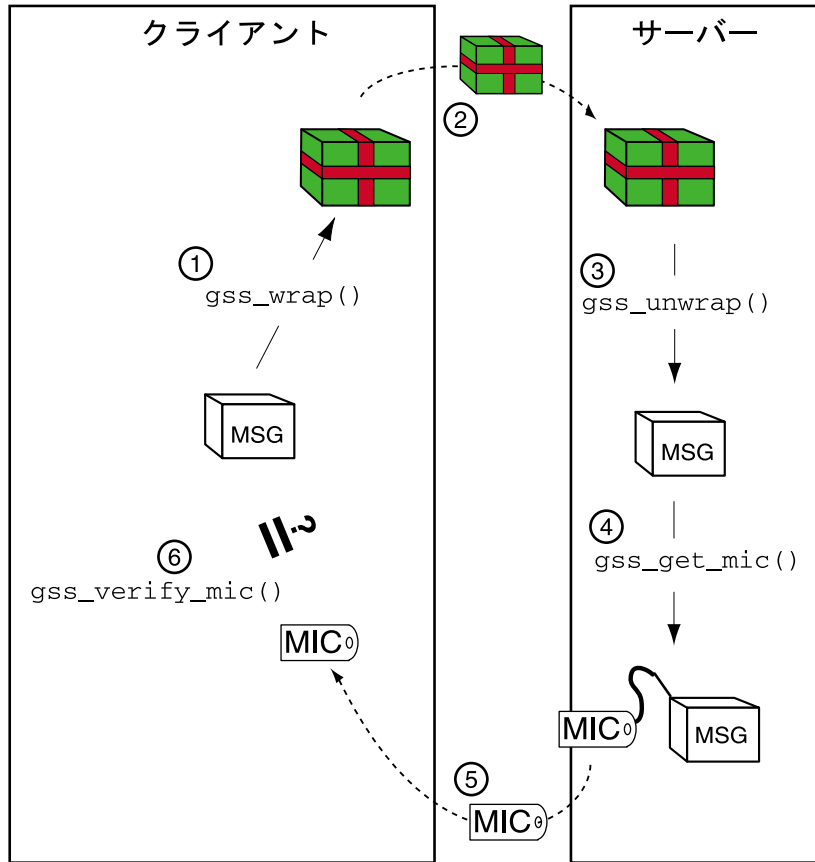 クライアント
サーバー
②
①
gss_wrap()
③
gss_unwrap()
MSG
MSG
④
gss_get_mic()
⑥
gss_verify_mic()
=?
MIC
MIC
MSG
⑤
MIC